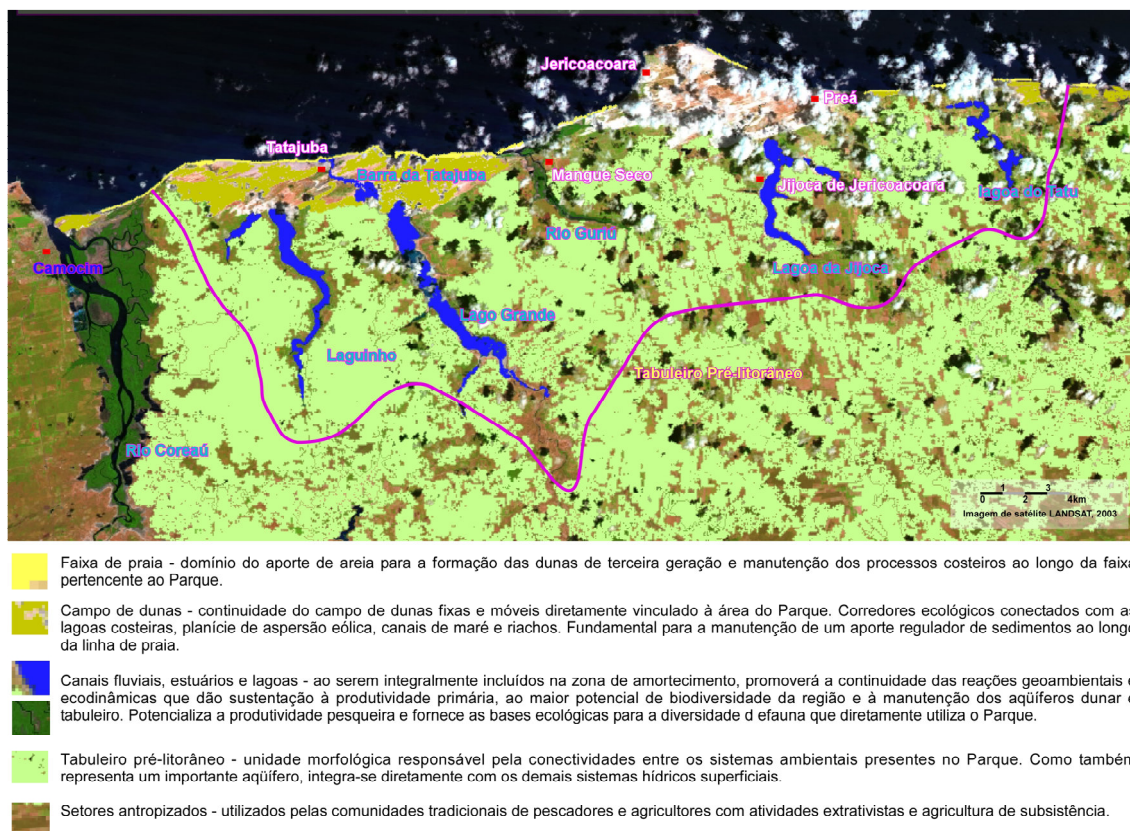 Jericoacoara
Preá
Tatajuba
Barra da Tatajuba
Mangue Seco
Jijoca de Jericoacoara
lagoa do Tatu
Rio Guriú
Camocim
Lagoa da Jijoca
Lago Grande
Laguinho
Tabuleiro Pré-litorâneo
Rio Coreaú
1 3
0 2 4km
Imagem de satélite LANDSAT, 2003
Faixa de praia - domínio do aporte de areia para a formação das dunas de terceira geração e manutenção dos processos costeiros ao longo da faixa
pertencente ao Parque.
Campo de dunas - continuidade do campo de dunas fixas e móveis diretamente vinculado à área do Parque. Corredores ecológicos conectados com as
lagoas costeiras, planície de aspersão eólica, canais de maré e riachos. Fundamental para a manutenção de um aporte regulador de sedimentos ao longo
da linha de praia.
Canais fluviais, estuários e lagoas - ao serem integralmente incluídos na zona de amortecimento, promoverá a continuidade das reações geoambientais e
ecodinâmicas que dão sustentação à produtividade primária, ao maior potencial de biodiversidade da região e à manutenção dos aqüíferos dunar e
tabuleiro. Potencializa a produtividade pesqueira e fornece as bases ecológicas para a diversidade d efauna que diretamente utiliza o Parque.
Tabuleiro pré-litorâneo - unidade morfológica responsável pela conectividades entre os sistemas ambientais presentes no Parque. Como também
representa um importante aqüífero, integra-se diretamente com os demais sistemas hídricos superficiais.
Setores antropizados - utilizados pelas comunidades tradicionais de pescadores e agricultores com atividades extrativistas e agricultura de subsistência.